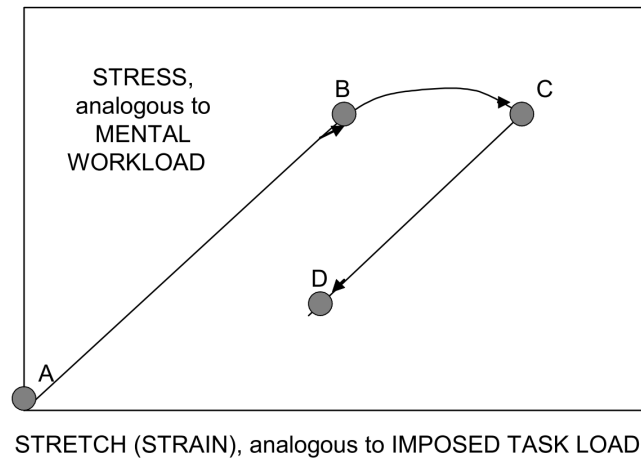 STRESS,
analogous to
MENTAL
WORKLOAD
B
C
D
A
STRETCH (STRAIN), analogous to IMPOSED TASK LOAD